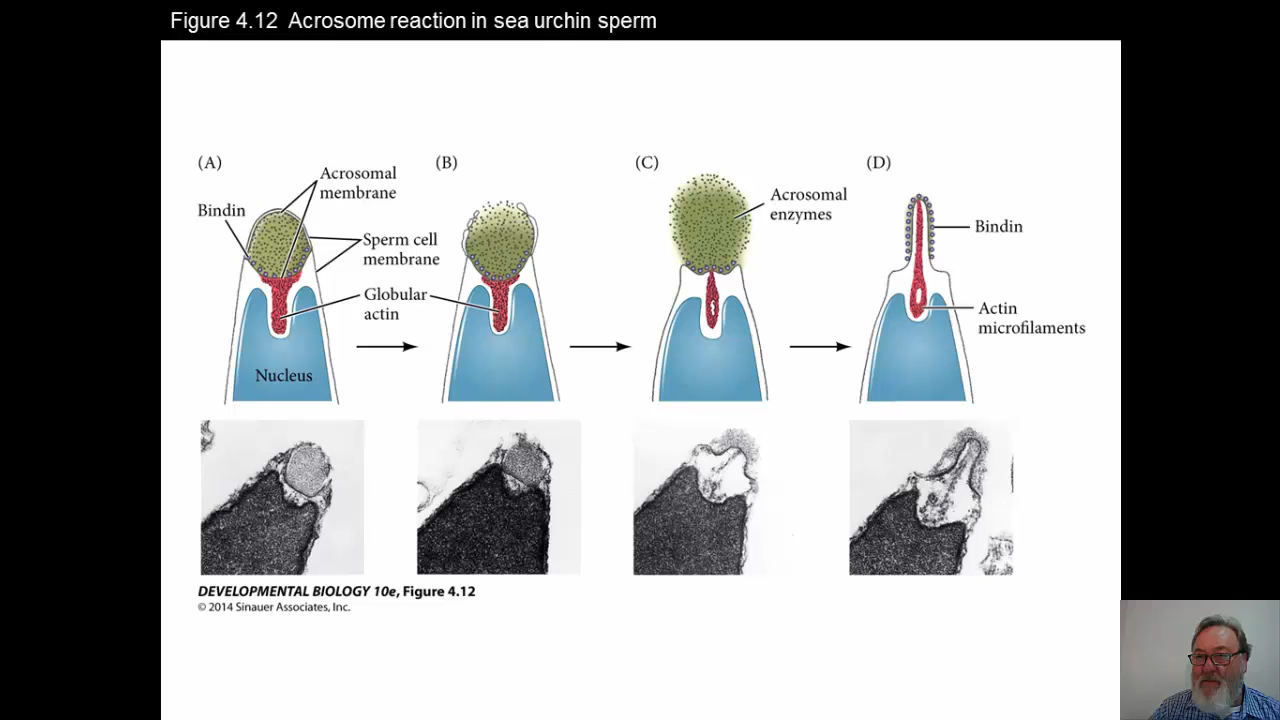 Figure 4.12 Acrosome reaction in sea urchin sperm
(A)
Acrosomal
membrane
Bindin
Sperm cell
membrane
Globular
actin
Nucleus
(B)
(C)
Acrosomal
enzymes
(D)
Bindin
Actin
microfilaments
DEVELOPMENTAL BIOLOGY 10e, Figure 4.12
© 2014 Sinauer Associates, Inc.